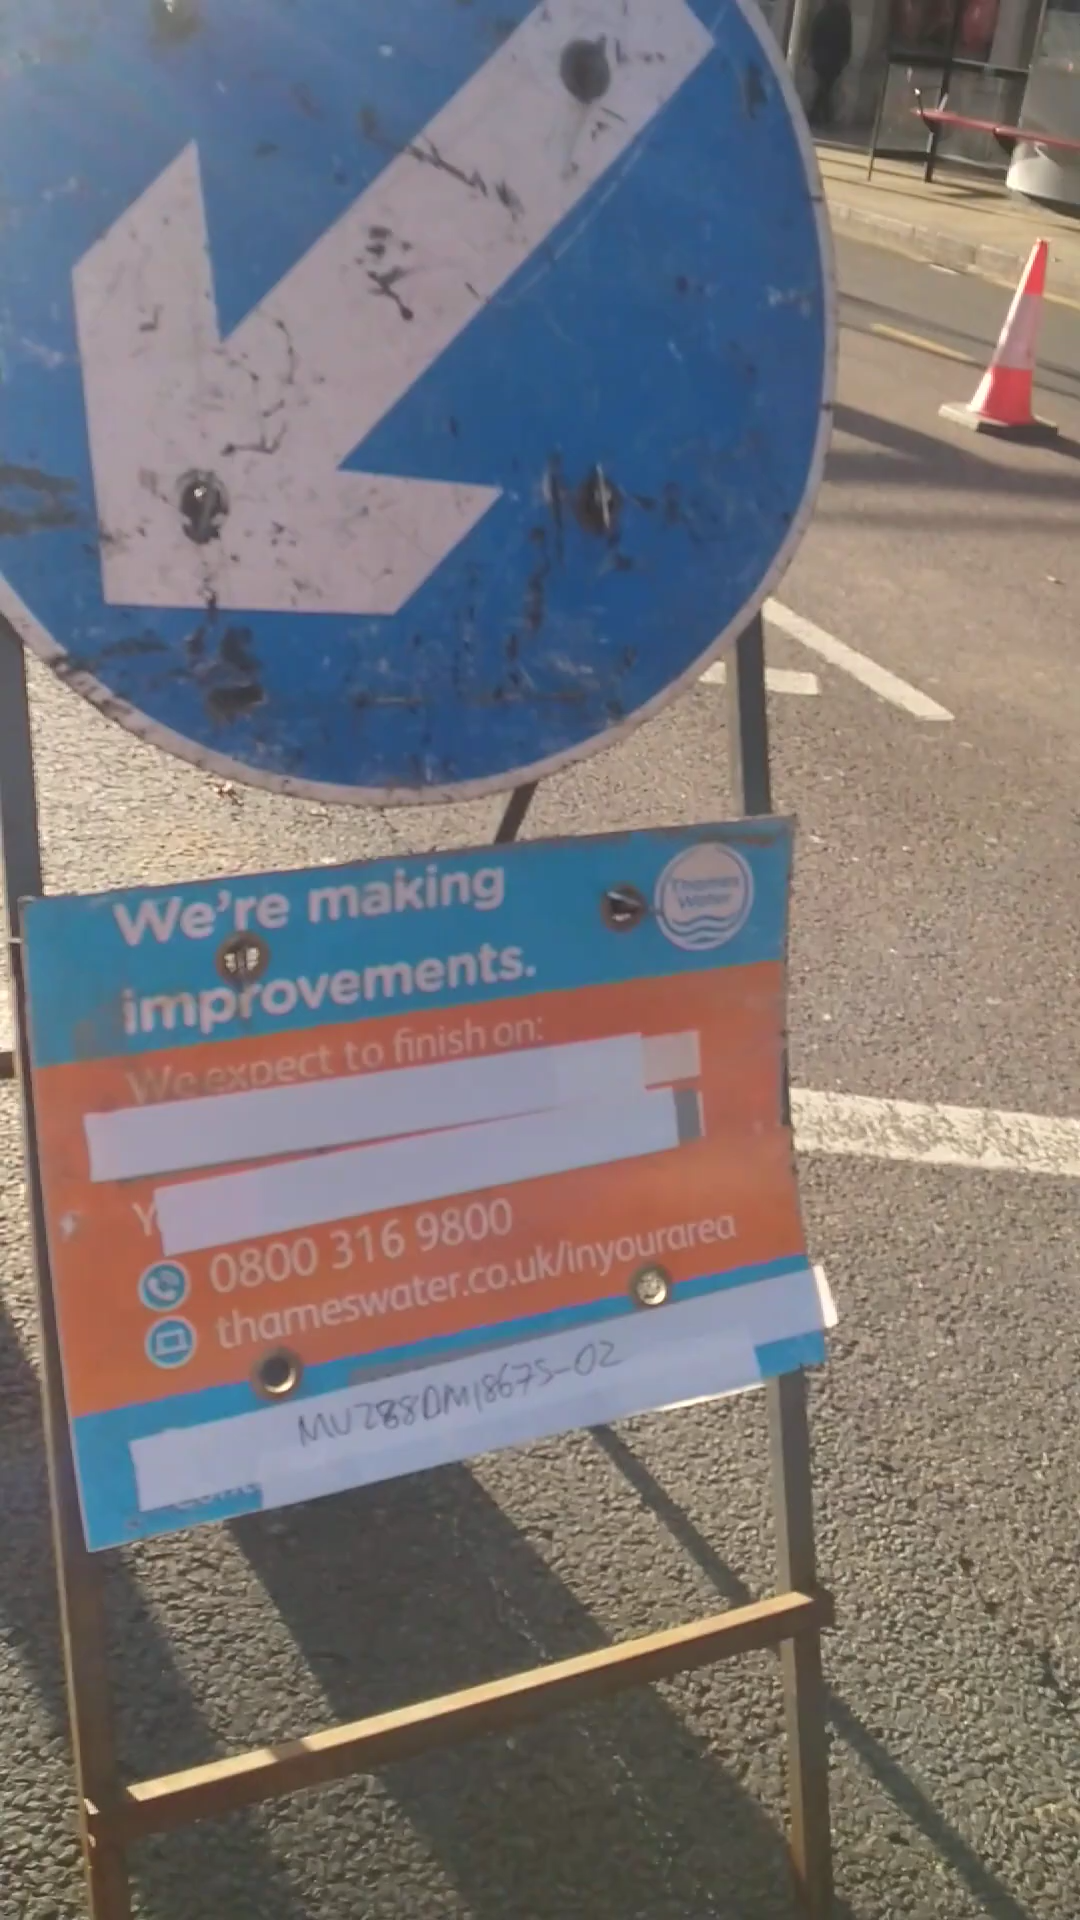 We're making
Thames
Water
improvements.
We expect to finish on:
0800 316 9800
thameswater.co.uk/inyourarea
MU288DM18675-02